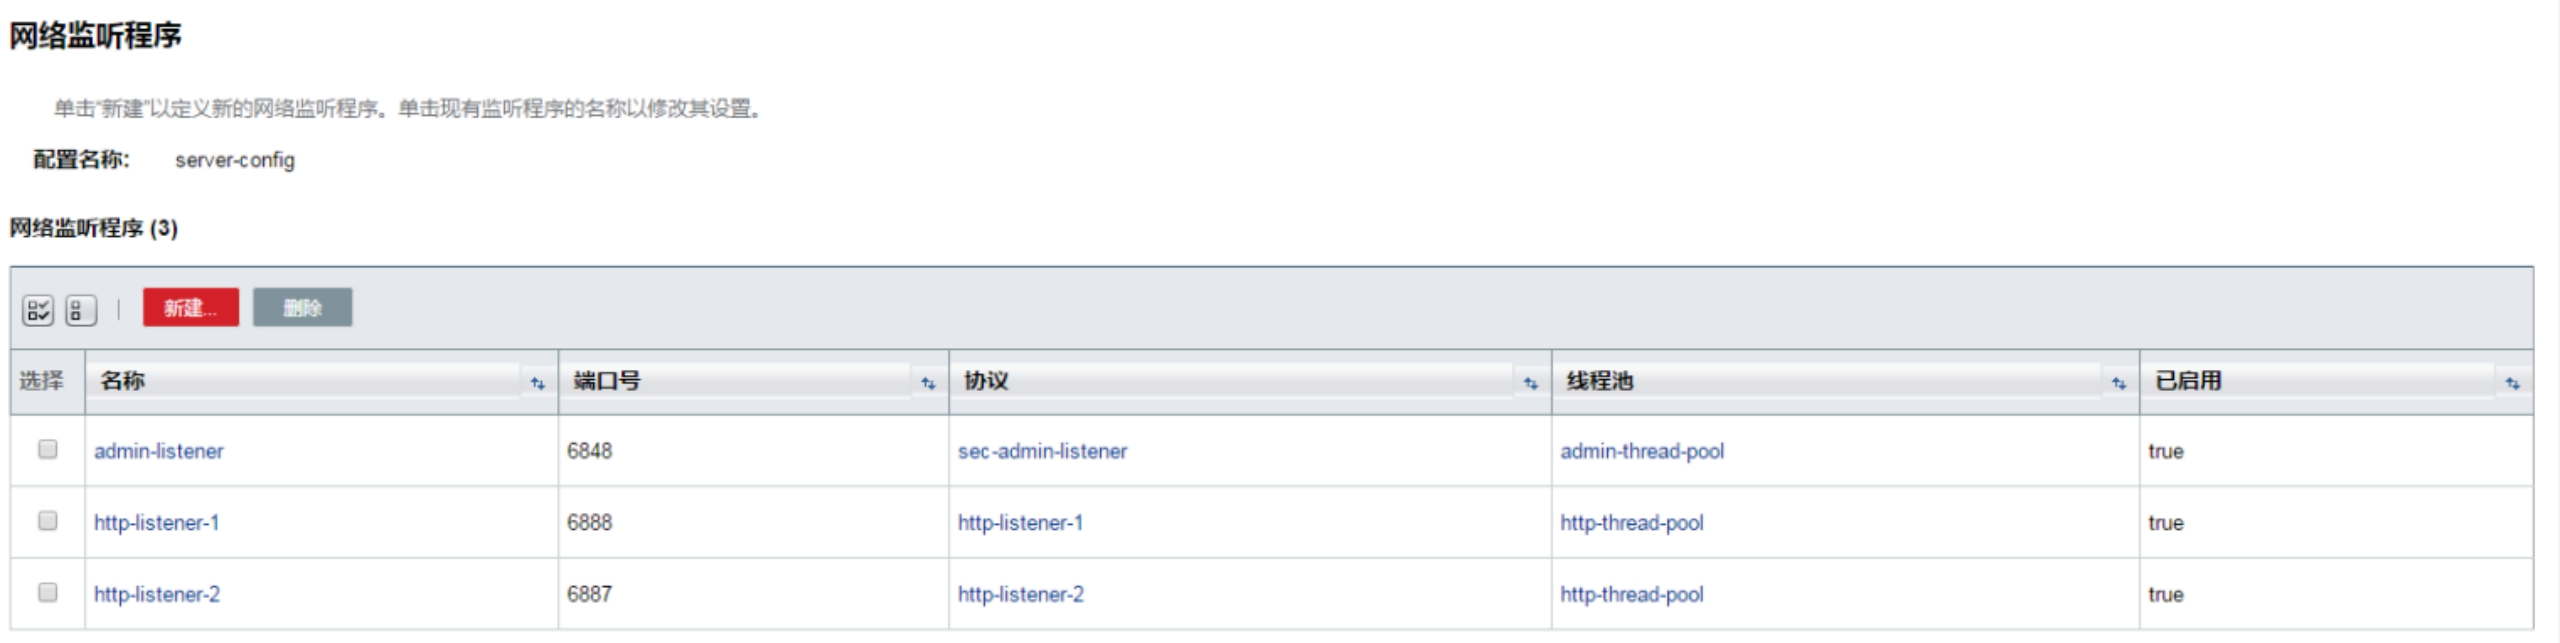 网络监听程序
单击"新建"以定义新的网络监听程序。单击现有监听程序的名称以修改其设置。
配置名称: server-config
网络监听程序 (3)
新建... 删除
选择 名称 端口号 协议 线程池 已启用
admin-listener 6848 sec-admin-listener admin-thread-pool true
http-listener-1 6888 http-listener-1 http-thread-pool true
http-listener-2 6887 http-listener-2 http-thread-pool true